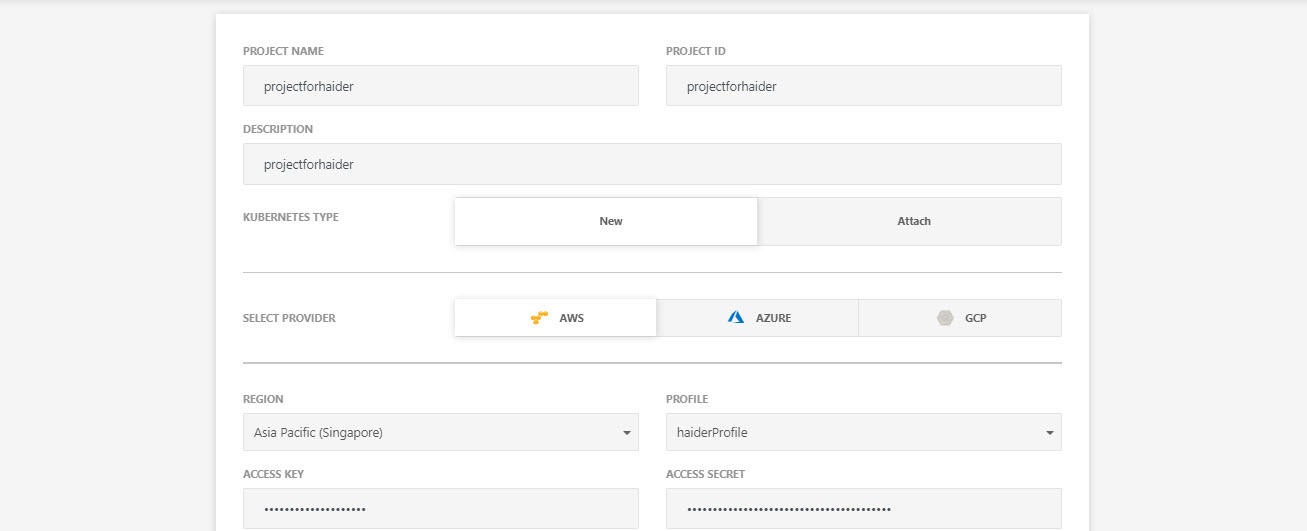 PROJECT NAME PROJECT ID
projectforhaider projectforhaider
DESCRIPTION
projectforhaider
KUBERNETES TYPE New Attach
SELECT PROVIDER AWS AZURE GCP
REGION PROFILE
Asia Pacific (Singapore) haiderProfile
ACCESS KEY ACCESS SECRET
•••••••••••••••••••• ••••••••••••••••••••••••••••••••••••••••